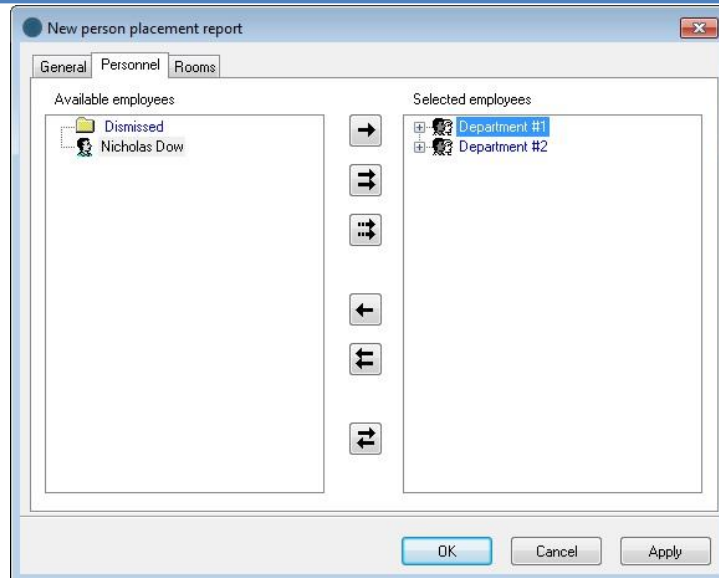 New person placement report
General Personnel Rooms
Available employees
Selected employees
Dismissed
Nicholas Dow
Department #1
Department #2
OK Cancel Apply